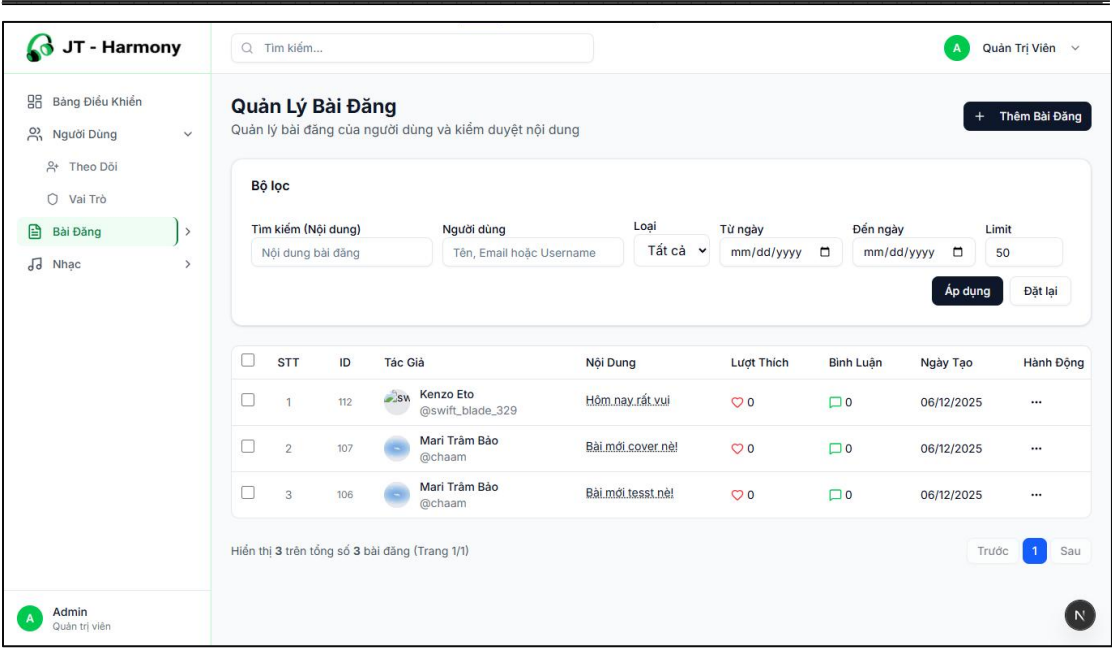 JT - Harmony
Tìm kiếm...
A Quản Trị Viên
Bảng Điều Khiển
Người Dùng
Theo Dõi
Vai Trò
Bài Đăng
Nhạc
Quản Lý Bài Đăng
Quản lý bài đăng của người dùng và kiểm duyệt nội dung
+ Thêm Bài Đăng
Bộ lọc
Tìm kiếm (Nội dung) Người dùng Loại Từ ngày Đến ngày Limit
Nội dung bài đăng Tên, Email hoặc Username Tất cả mm/dd/yyyy mm/dd/yyyy 50
Áp dụng Đặt lại
STT ID Tác Giả Nội Dung Lượt Thích Bình Luận Ngày Tạo Hành Động
1 112 sw Kenzo Eto Hôm nay rất vui 0 0 06/12/2025 ...
@swift_blade_329
2 107 Mari Trâm Bảo Bài mới cover nè! 0 0 06/12/2025 ...
@chaam
3 106 Mari Trâm Bảo Bài mới tesst nè! 0 0 06/12/2025 ...
@chaam
Hiển thị 3 trên tổng số 3 bài đăng (Trang 1/1)
Trước 1 Sau
A Admin
Quản trị viên
N